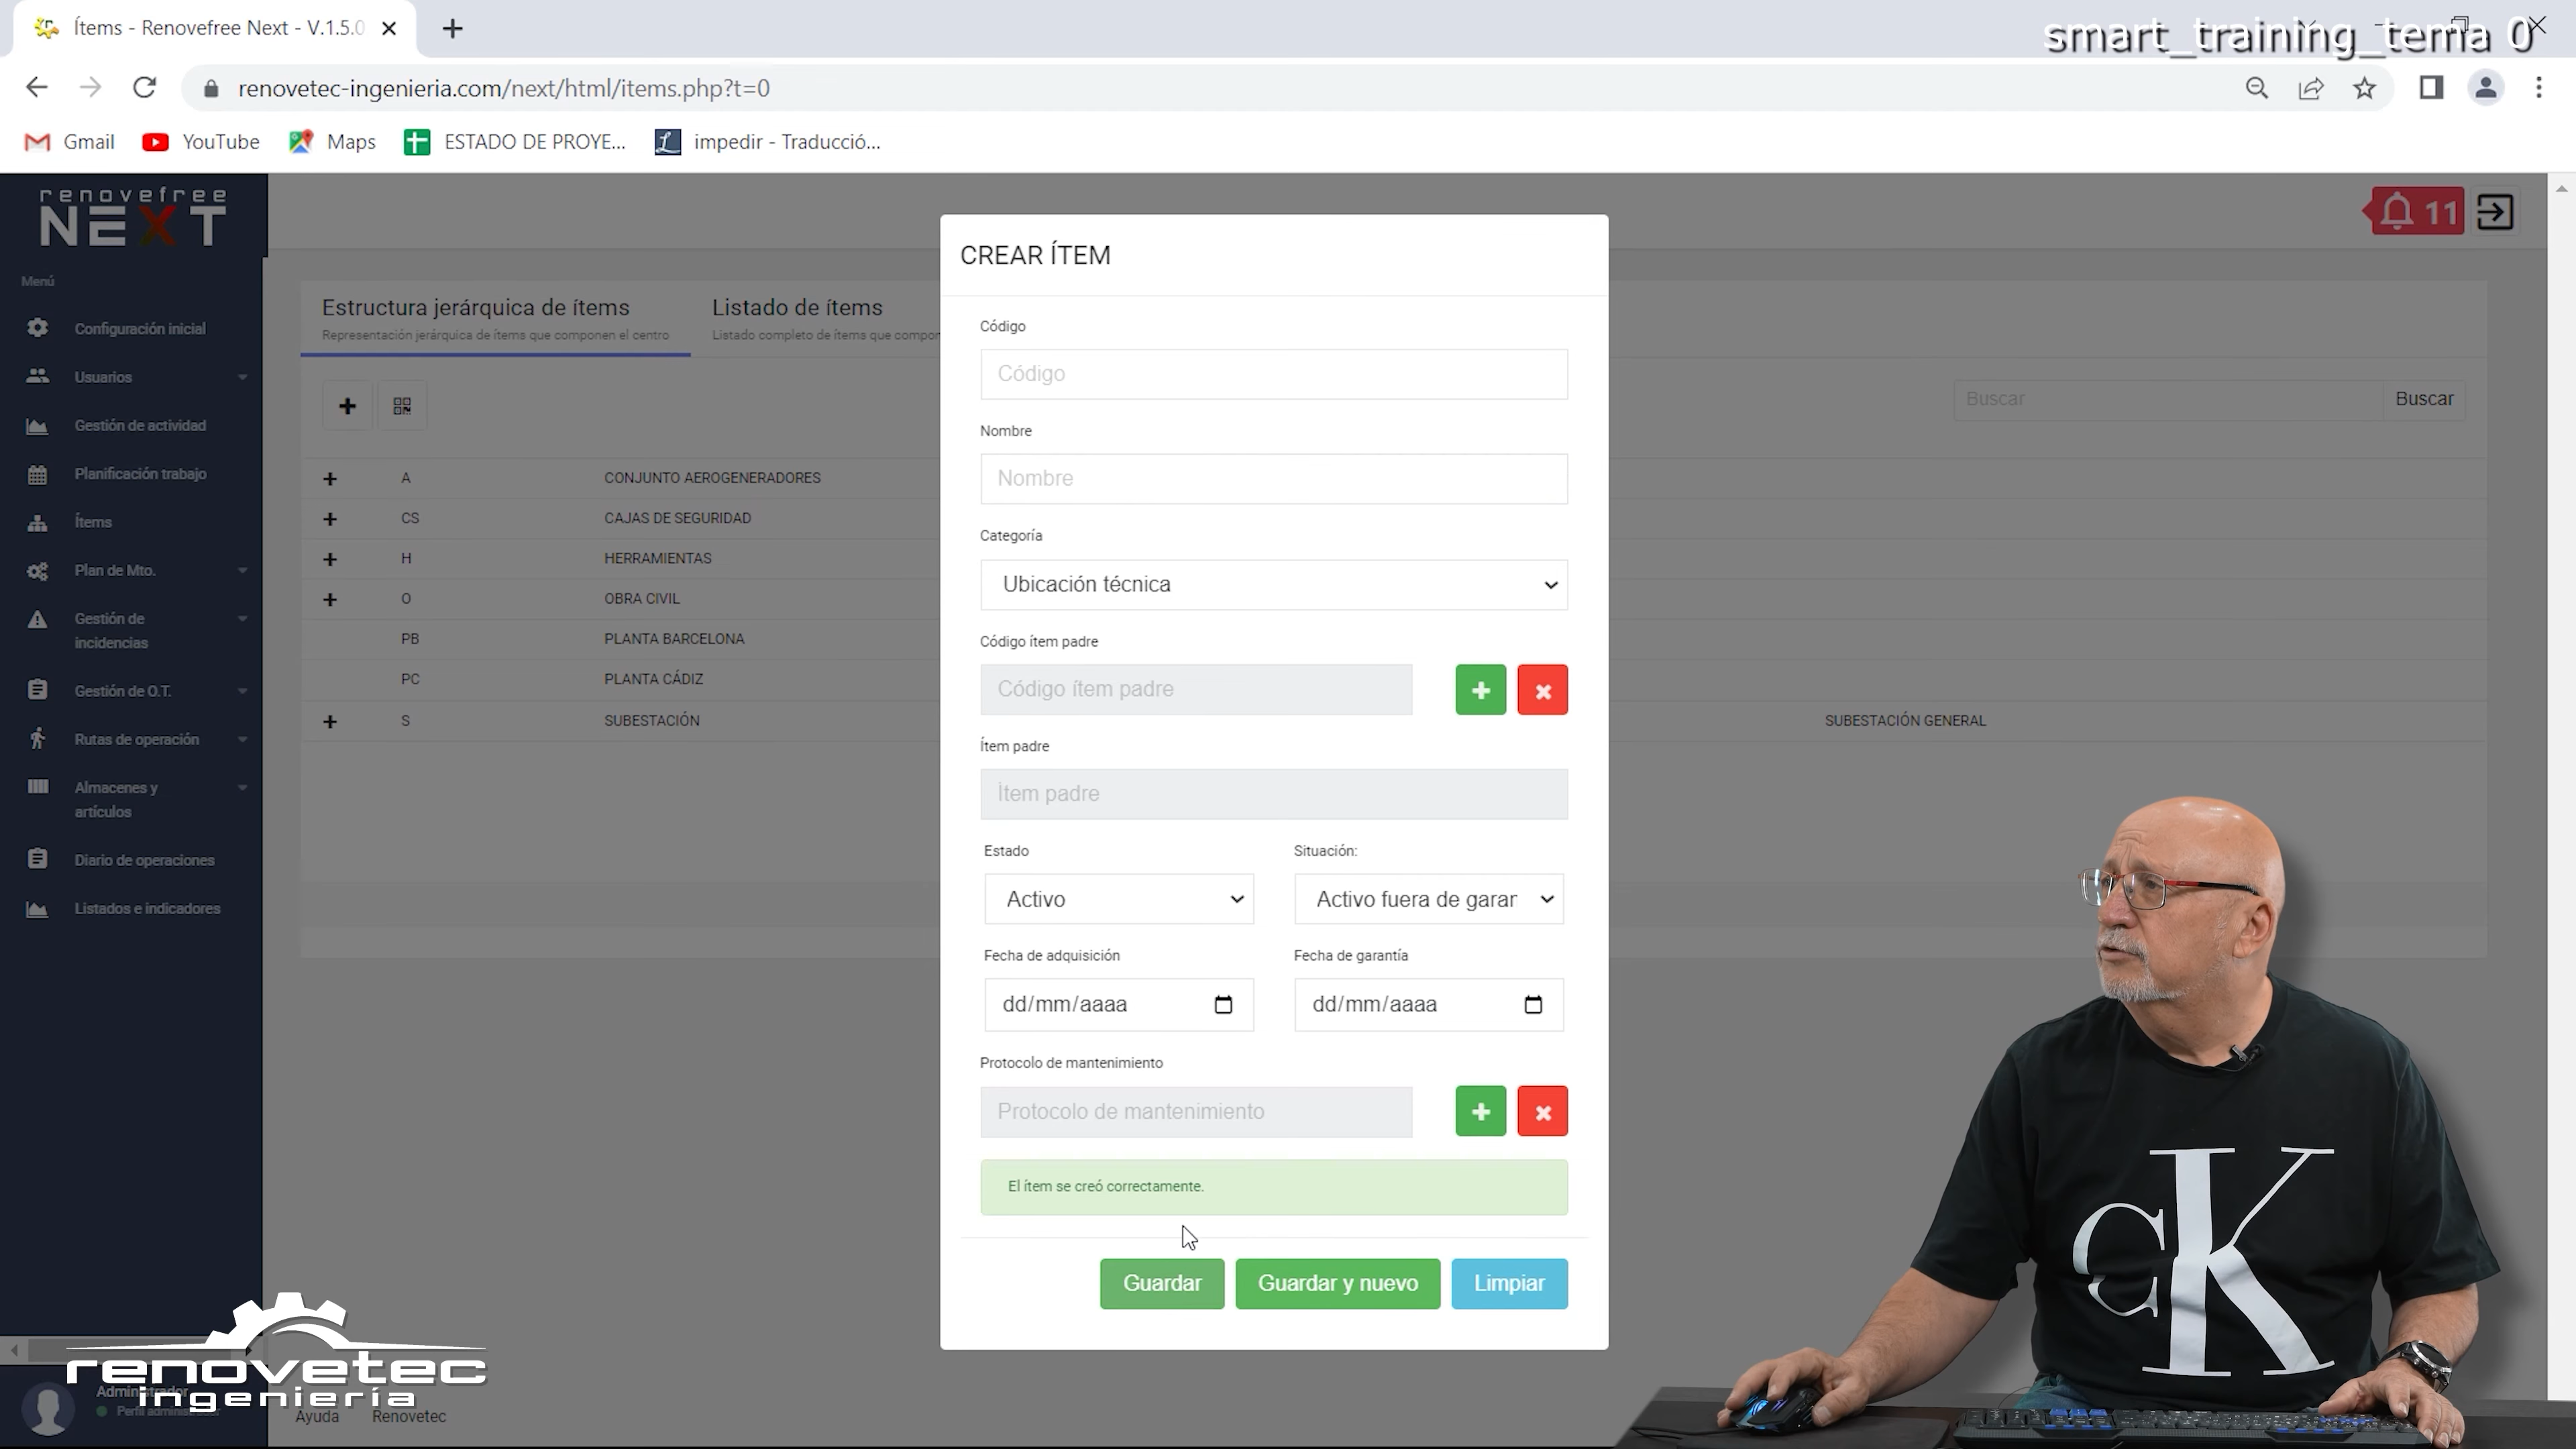 Ítems - Renovefree Next - V.1.5.0
smart_training_tema 0
renovetec-ingenieria.com/next/html/items.php?t=0
Gmail
YouTube
Maps
ESTADO DE PROYE...
impedir - Traducció...
renovefree
NEXT
11
Menú
Configuración inicial
Usuarios
Gestión de actividad
Planificación trabajo
Ítems
Plan de Mto.
Gestión de
incidencias
Gestión de O.T.
Rutas de operación
Almacenes y
artículos
Diario de operaciones
Listados e indicadores
Estructura jerárquica de ítems
Representación jerárquica de ítems que componen el centro
Listado de ítems
Listado completo de ítems que compon
Buscar
Buscar
A
CONJUNTO AEROGENERADORES
CS
CAJAS DE SEGURIDAD
H
HERRAMIENTAS
O
OBRA CIVIL
PB
PLANTA BARCELONA
PC
PLANTA CÁDIZ
S
SUBESTACIÓN
SUBESTACIÓN GENERAL
CREAR ÍTEM
Código
Código
Nombre
Nombre
Categoría
Ubicación técnica
Código ítem padre
Código ítem padre
Ítem padre
Ítem padre
Estado
Situación:
Activo
Activo fuera de garar
Fecha de adquisición
Fecha de garantía
dd/mm/aaaa
dd/mm/aaaa
Protocolo de mantenimiento
Protocolo de mantenimiento
El ítem se creó correctamente.
Guardar
Guardar y nuevo
Limpiar
renovetec
ingeniería
Administrador
Perfil administrador
Ayuda
Renovetec
cK